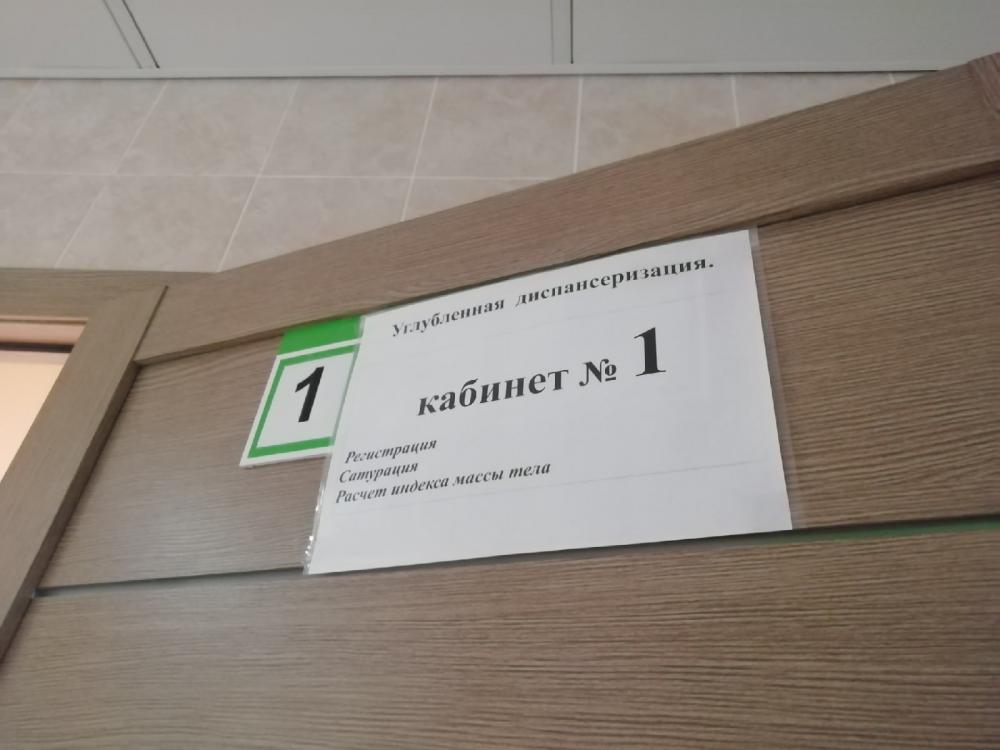 Углубленная диспансеризация.
1
кабинет № 1
Регистрация
Сатурация
Расчет индекса массы тела